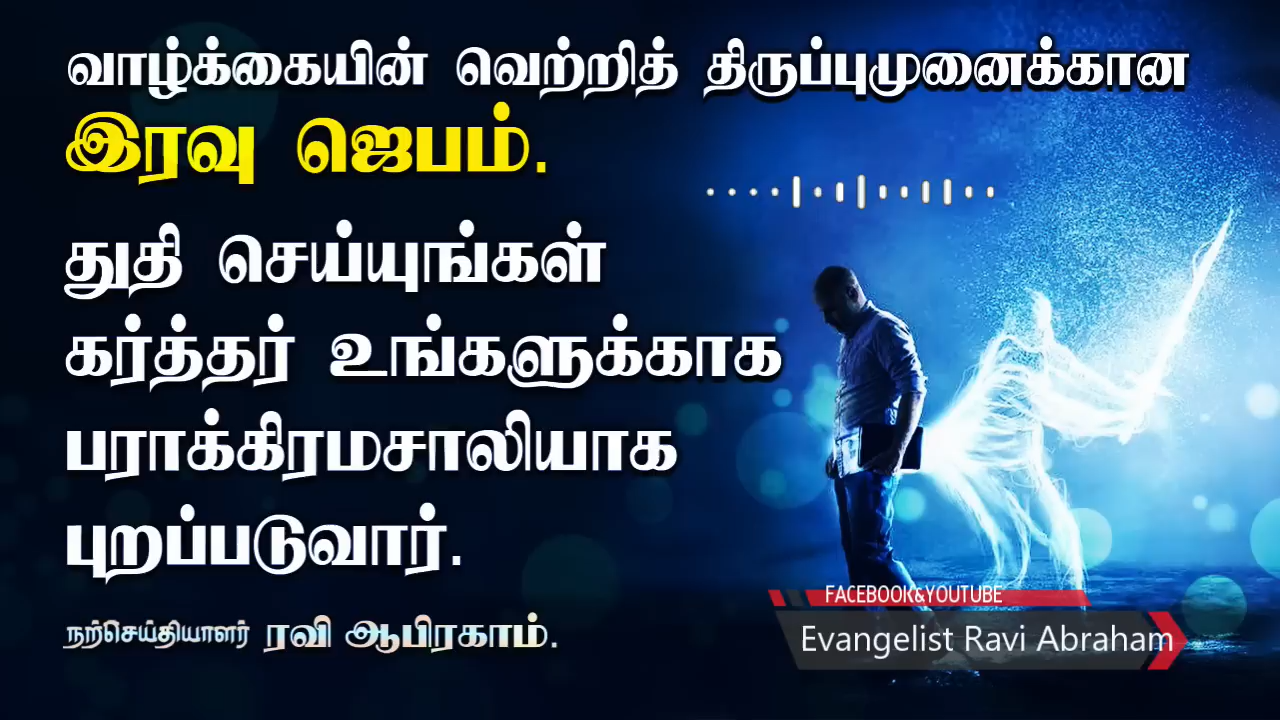 வாழ்க்கையின் வெற்றித் திருப்புமுனைக்கான
இரவு ஜெபம்.
துதி செய்யுங்கள்
கர்த்தர் உங்களுக்காக
பராக்கிரமசாலியாக
புறப்படுவார்.
நற்செய்தியாளர் ரவி ஆபிரகாம்.
FACEBOOK&YOUTUBE
Evangelist Ravi Abraham